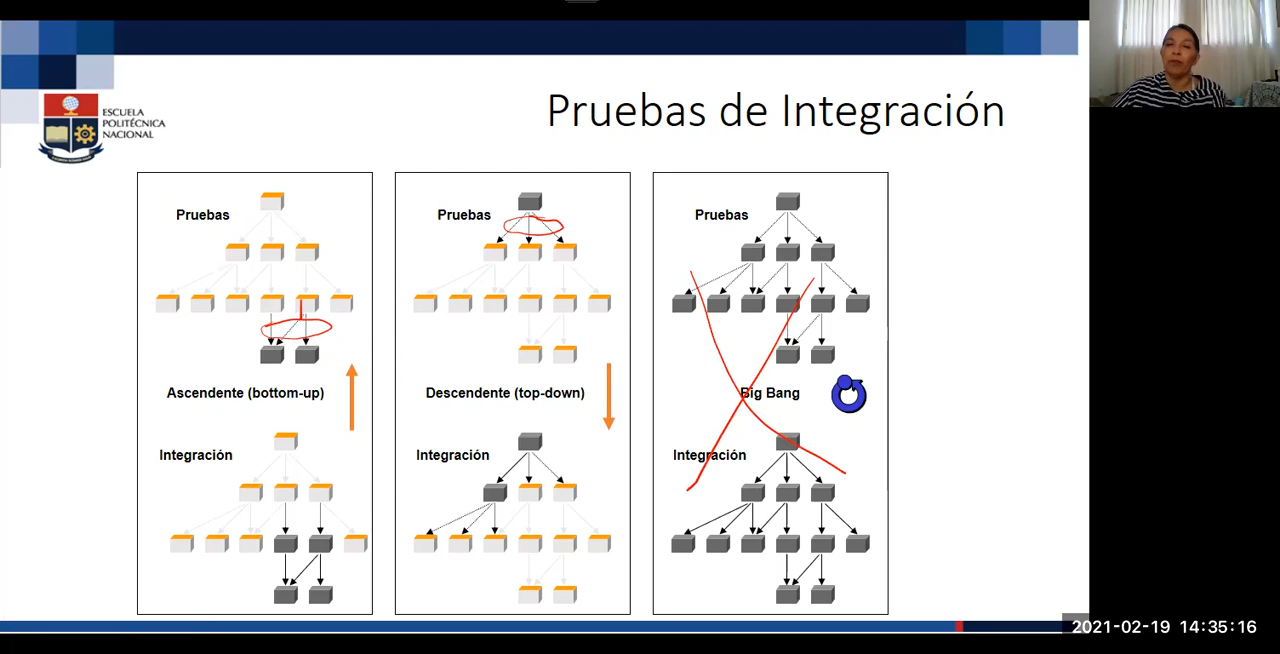 ESCUELA
POLITÉCNICA
NACIONAL
Pruebas de Integración
Pruebas
Ascendente (bottom-up)
Integración
Pruebas
Descendente (top-down)
Integración
Pruebas
Big Bang
Integración
2021-02-19 14:35:16